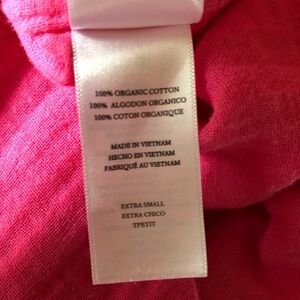 100% ORGANIC COTTON
100% ALGODON ORGANICO
100% COTON ORGANIQUE
MADE IN VIETNAM
HECHO EN VIETNAM
FABRIQUÉ AU VIETNAM
EXTRA SMALL
EXTRA CHICO
TPETIT